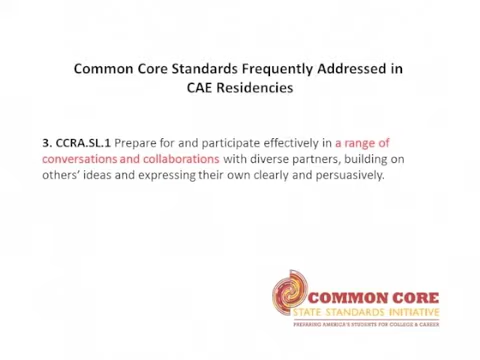 Common Core Standards Frequently Addressed in
CAE Residencies
3. CCRA.SL.1 Prepare for and participate effectively in a range of
conversations and collaborations with diverse partners, building on
others’ ideas and expressing their own clearly and persuasively.
COMMON CORE
STATE STANDARDS INITIATIVE
PREPARING AMERICA'S STUDENTS FOR COLLEGE & CAREER